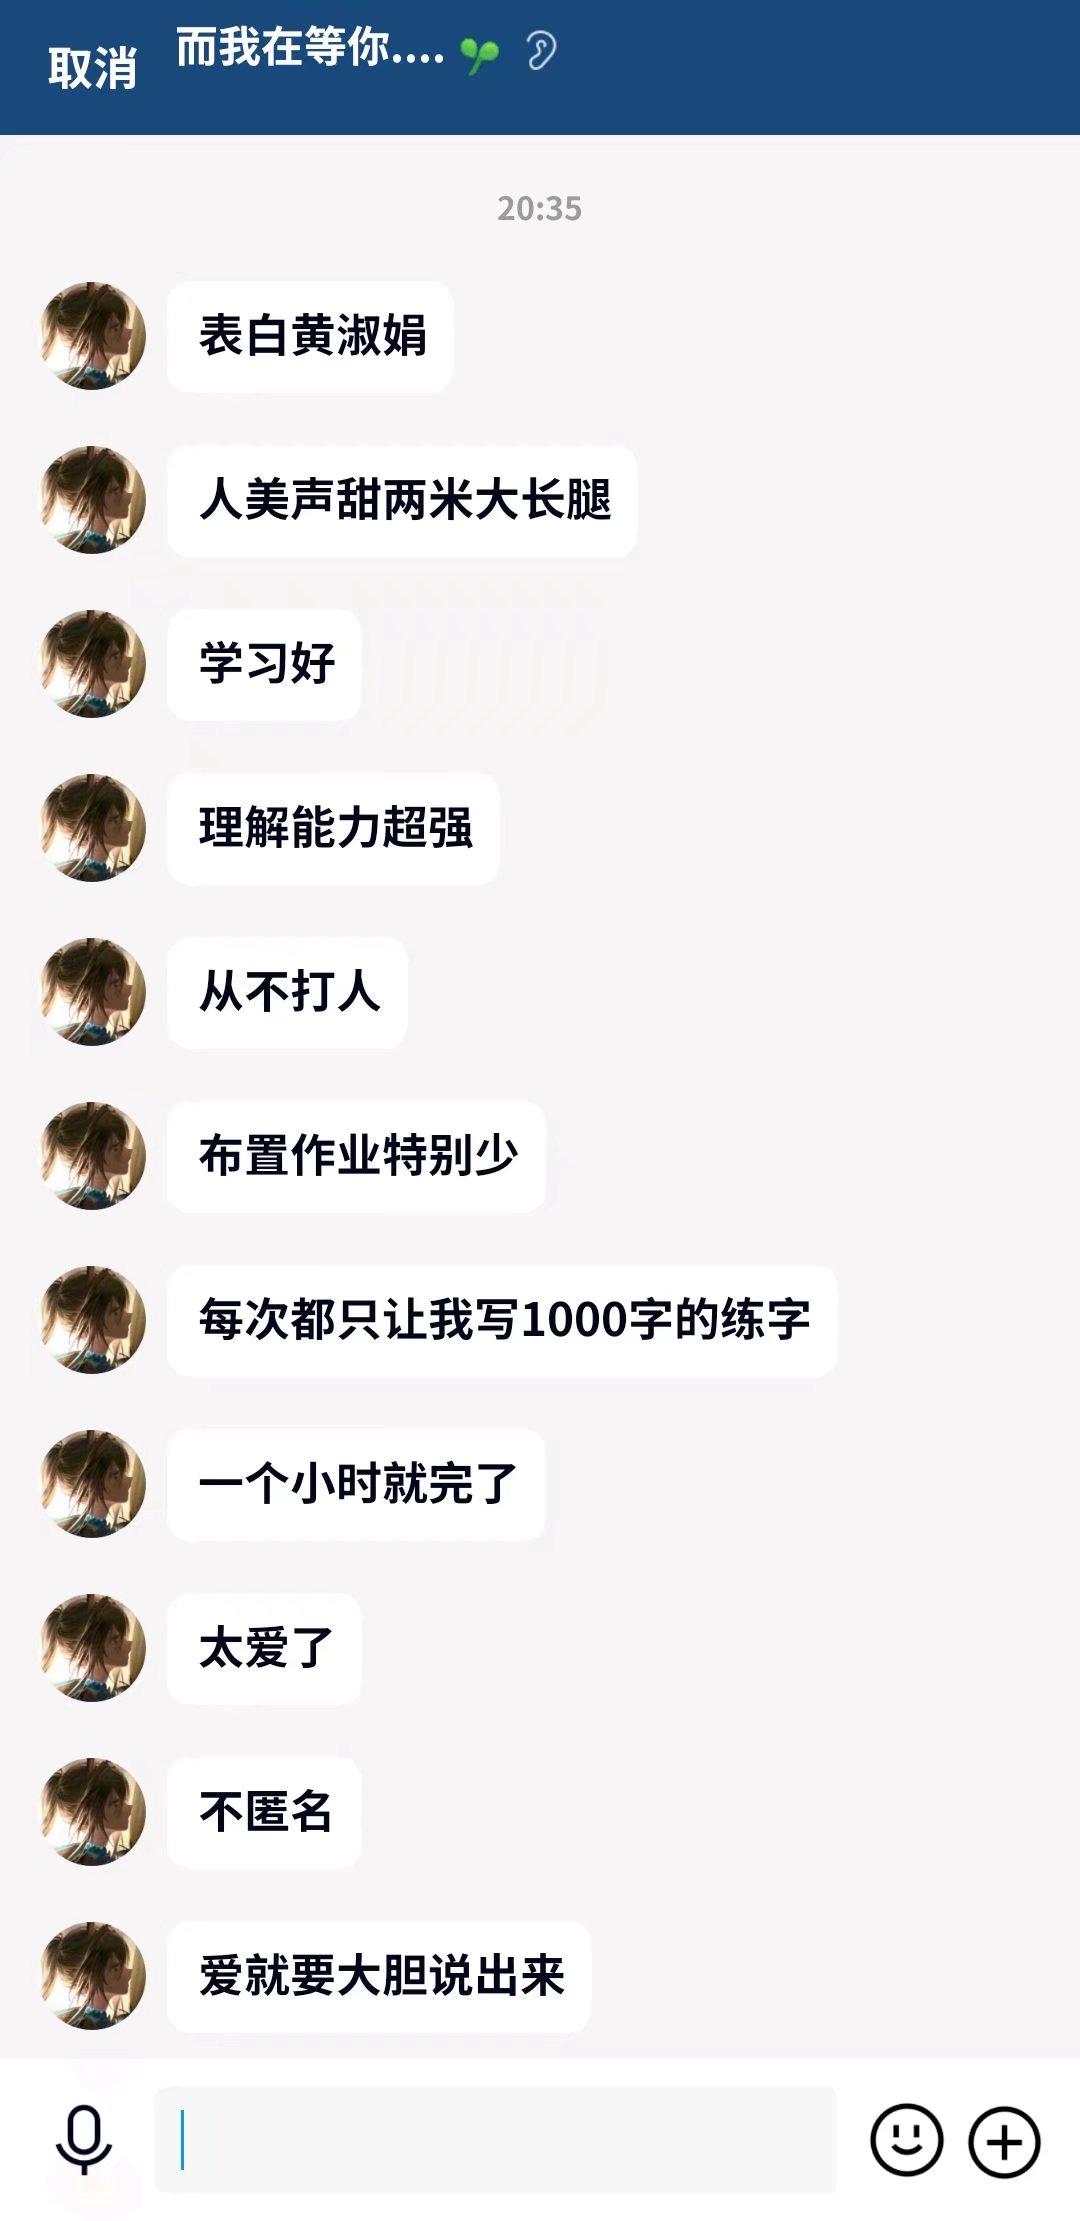 取消
而我在等你....
20:35
表白黄淑娟
人美声甜两米大长腿
学习好
理解能力超强
从不打人
布置作业特别少
每次都只让我写1000字的练字
一个小时就完了
太爱了
不匿名
爱就要大胆说出来